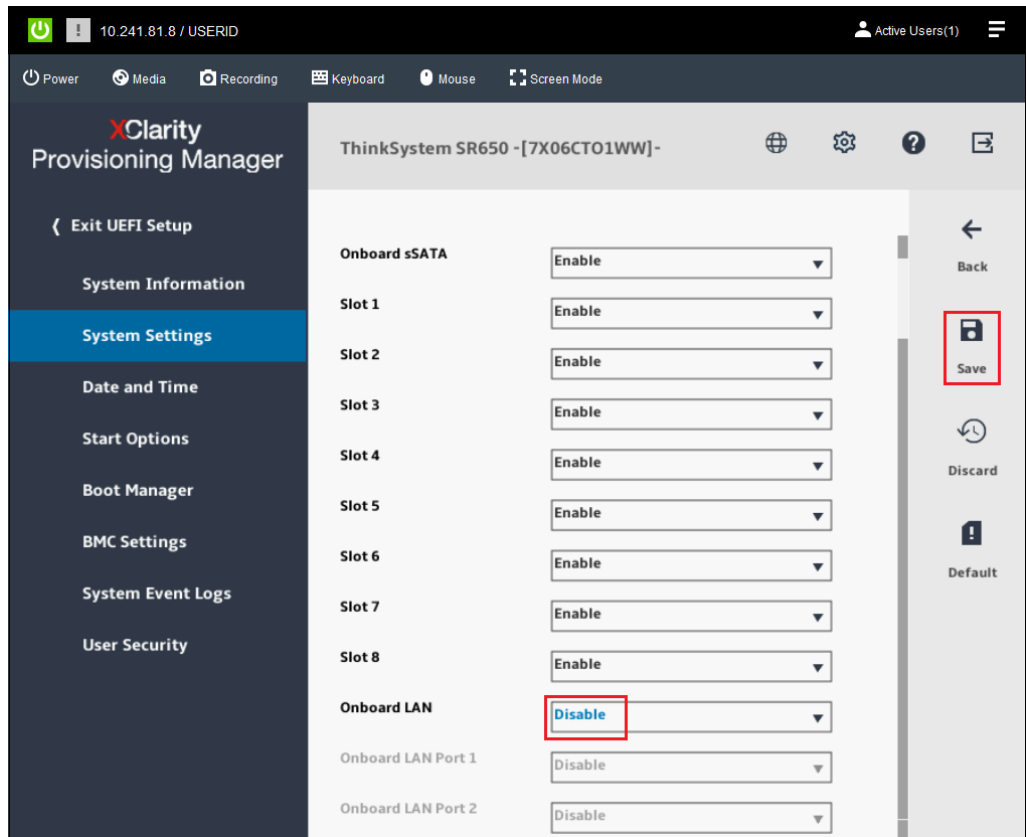 10.241.81.8 / USERID
Active Users(1)
Power Media Recording Keyboard Mouse Screen Mode
XClarity
Provisioning Manager
ThinkSystem SR650 -[7X06CTO1WW]-
Exit UEFI Setup
System Information
System Settings
Date and Time
Start Options
Boot Manager
BMC Settings
System Event Logs
User Security
Onboard sSATA Enable
Slot 1 Enable
Slot 2 Enable
Slot 3 Enable
Slot 4 Enable
Slot 5 Enable
Slot 6 Enable
Slot 7 Enable
Slot 8 Enable
Onboard LAN Disable
Onboard LAN Port 1 Disable
Onboard LAN Port 2 Disable
Back
Save
Discard
Default